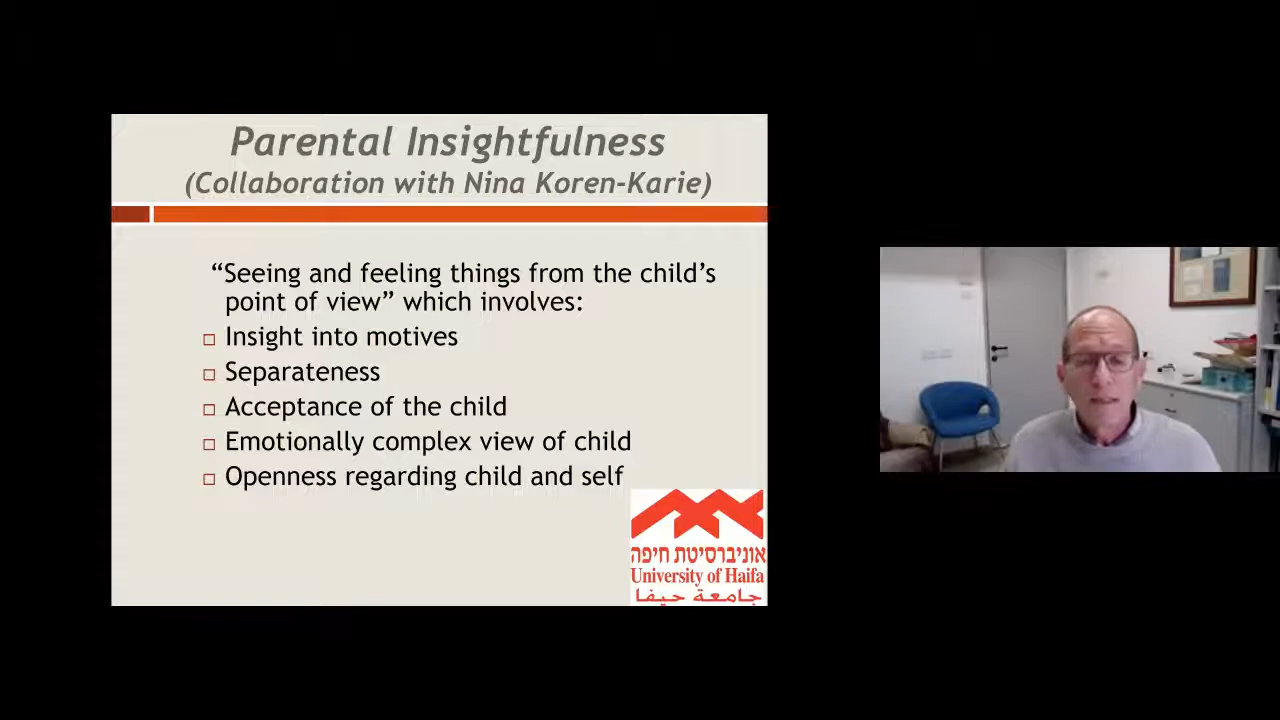 Parental Insightfulness
(Collaboration with Nina Koren-Karie)
“Seeing and feeling things from the child’s
point of view” which involves:
Insight into motives
Separateness
Acceptance of the child
Emotionally complex view of child
Openness regarding child and self
אוניברסיטת חיפה
University of Haifa
جامعة حيفا